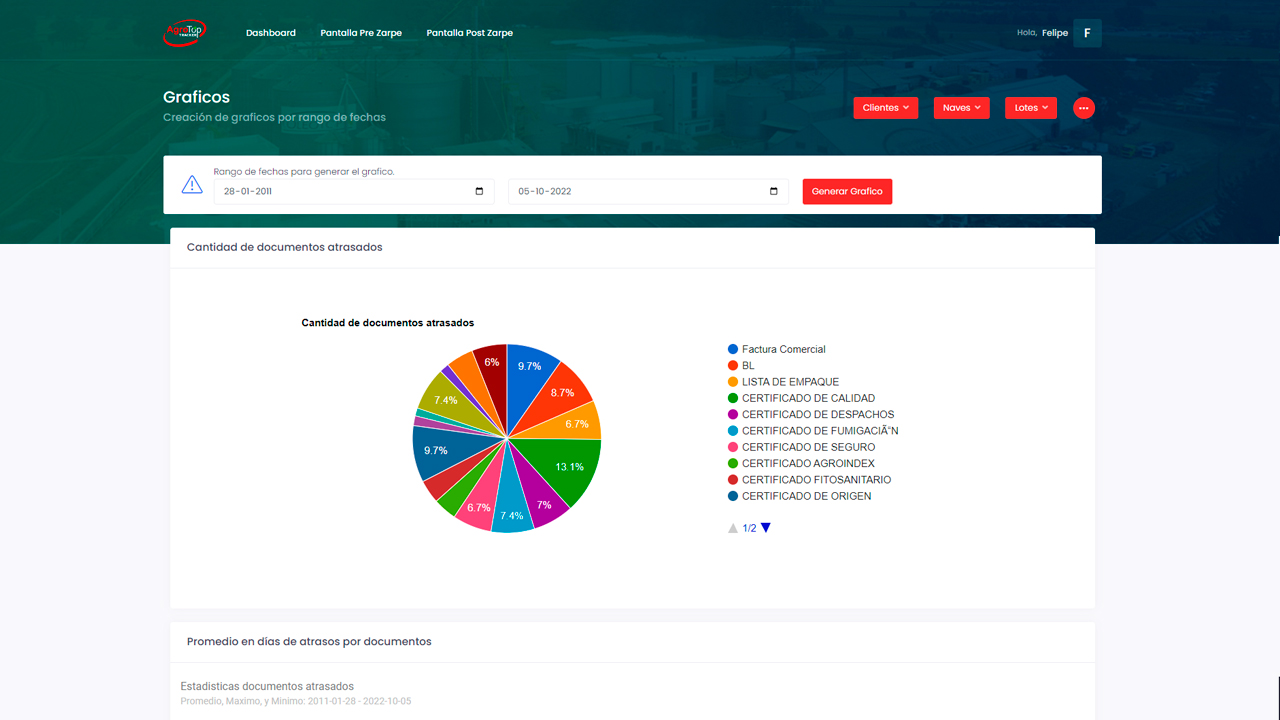 AgroTop
TRACKER
Dashboard
Pantalla Pre Zarpe
Pantalla Post Zarpe
Hola, Felipe
F
Graficos
Creación de graficos por rango de fechas
Clientes
Naves
Lotes
Rango de fechas para generar el grafico.
28-01-2011
05-10-2022
Generar Grafico
Cantidad de documentos atrasados
Cantidad de documentos atrasados
9.7%
8.7%
6.7%
13.1%
7%
7.4%
6.7%
9.7%
7.4%
6%
Factura Comercial
BL
LISTA DE EMPAQUE
CERTIFICADO DE CALIDAD
CERTIFICADO DE DESPACHOS
CERTIFICADO DE FUMIGACIÃ“N
CERTIFICADO DE SEGURO
CERTIFICADO AGROINDEX
CERTIFICADO FITOSANITARIO
CERTIFICADO DE ORIGEN
1/2
Promedio en días de atrasos por documentos
Estadisticas documentos atrasados
Promedio, Maximo, y Minimo: 2011-01-28 - 2022-10-05